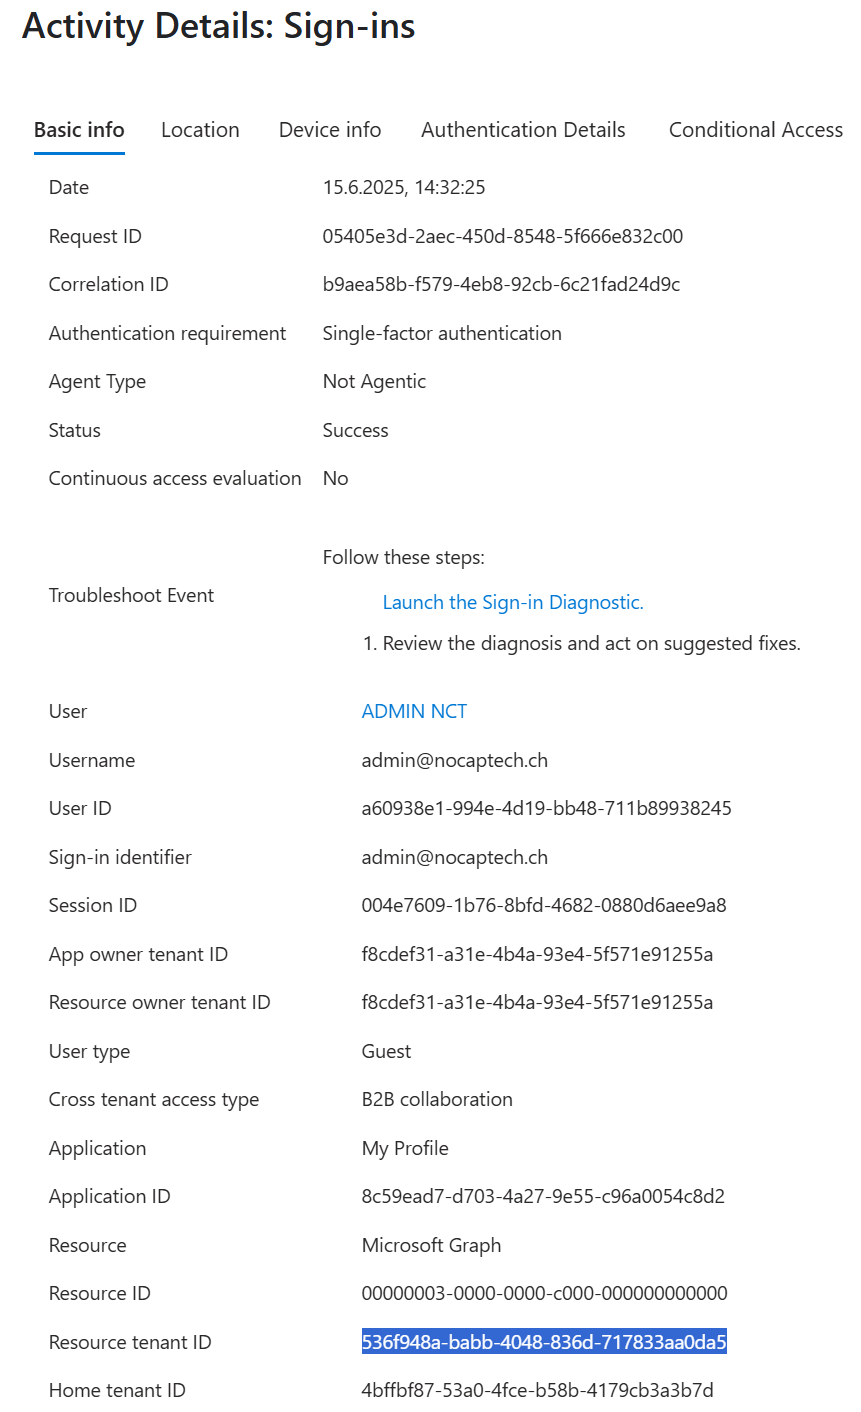 Activity Details: Sign-ins
Basic info Location Device info Authentication Details Conditional Access
Date 15.6.2025, 14:32:25
Request ID 05405e3d-2aec-450d-8548-5f666e832c00
Correlation ID b9aea58b-f579-4eb8-92cb-6c21fad24d9c
Authentication requirement Single-factor authentication
Agent Type Not Agentic
Status Success
Continuous access evaluation No
Follow these steps:
Troubleshoot Event
Launch the Sign-in Diagnostic.
1. Review the diagnosis and act on suggested fixes.
User ADMIN NCT
Username admin@nocaptech.ch
User ID a60938e1-994e-4d19-bb48-711b89938245
Sign-in identifier admin@nocaptech.ch
Session ID 004e7609-1b76-8bfd-4682-0880d6aee9a8
App owner tenant ID f8cdef31-a31e-4b4a-93e4-5f571e91255a
Resource owner tenant ID f8cdef31-a31e-4b4a-93e4-5f571e91255a
User type Guest
Cross tenant access type B2B collaboration
Application My Profile
Application ID 8c59ead7-d703-4a27-9e55-c96a0054c8d2
Resource Microsoft Graph
Resource ID 00000003-0000-0000-c000-000000000000
Resource tenant ID 536f948a-babb-4048-836d-717833aa0da5
Home tenant ID 4bffbf87-53a0-4fce-b58b-4179cb3a3b7d